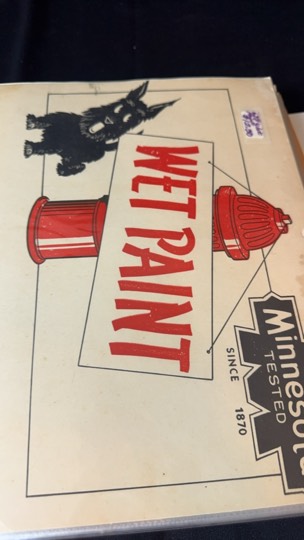 WET PAINT
Minnesota
TESTED
SINCE 1870